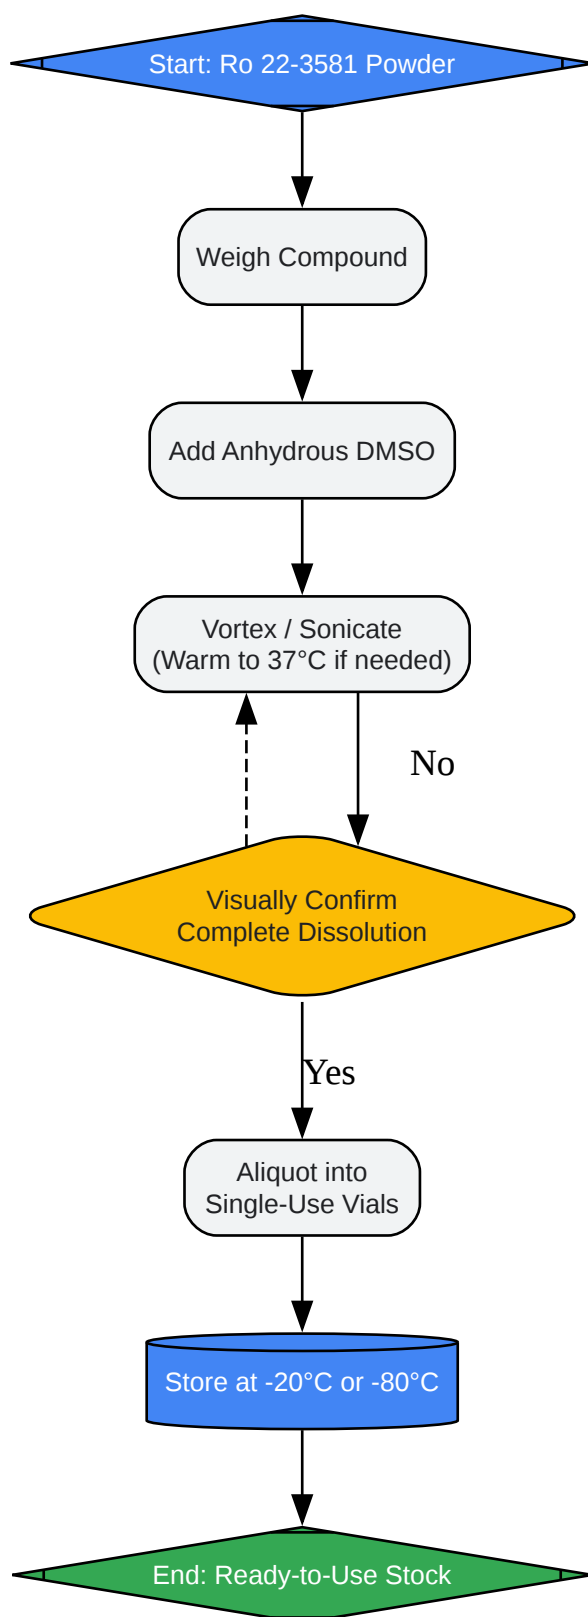 Start: Ro 22-3581 Powder
Weigh Compound
Add Anhydrous DMSO
Vortex / Sonicate
(Warm to 37°C if needed)
No
Visually Confirm
Complete Dissolution
Yes
Aliquot into
Single-Use Vials
Store at -20°C or -80°C
End: Ready-to-Use Stock